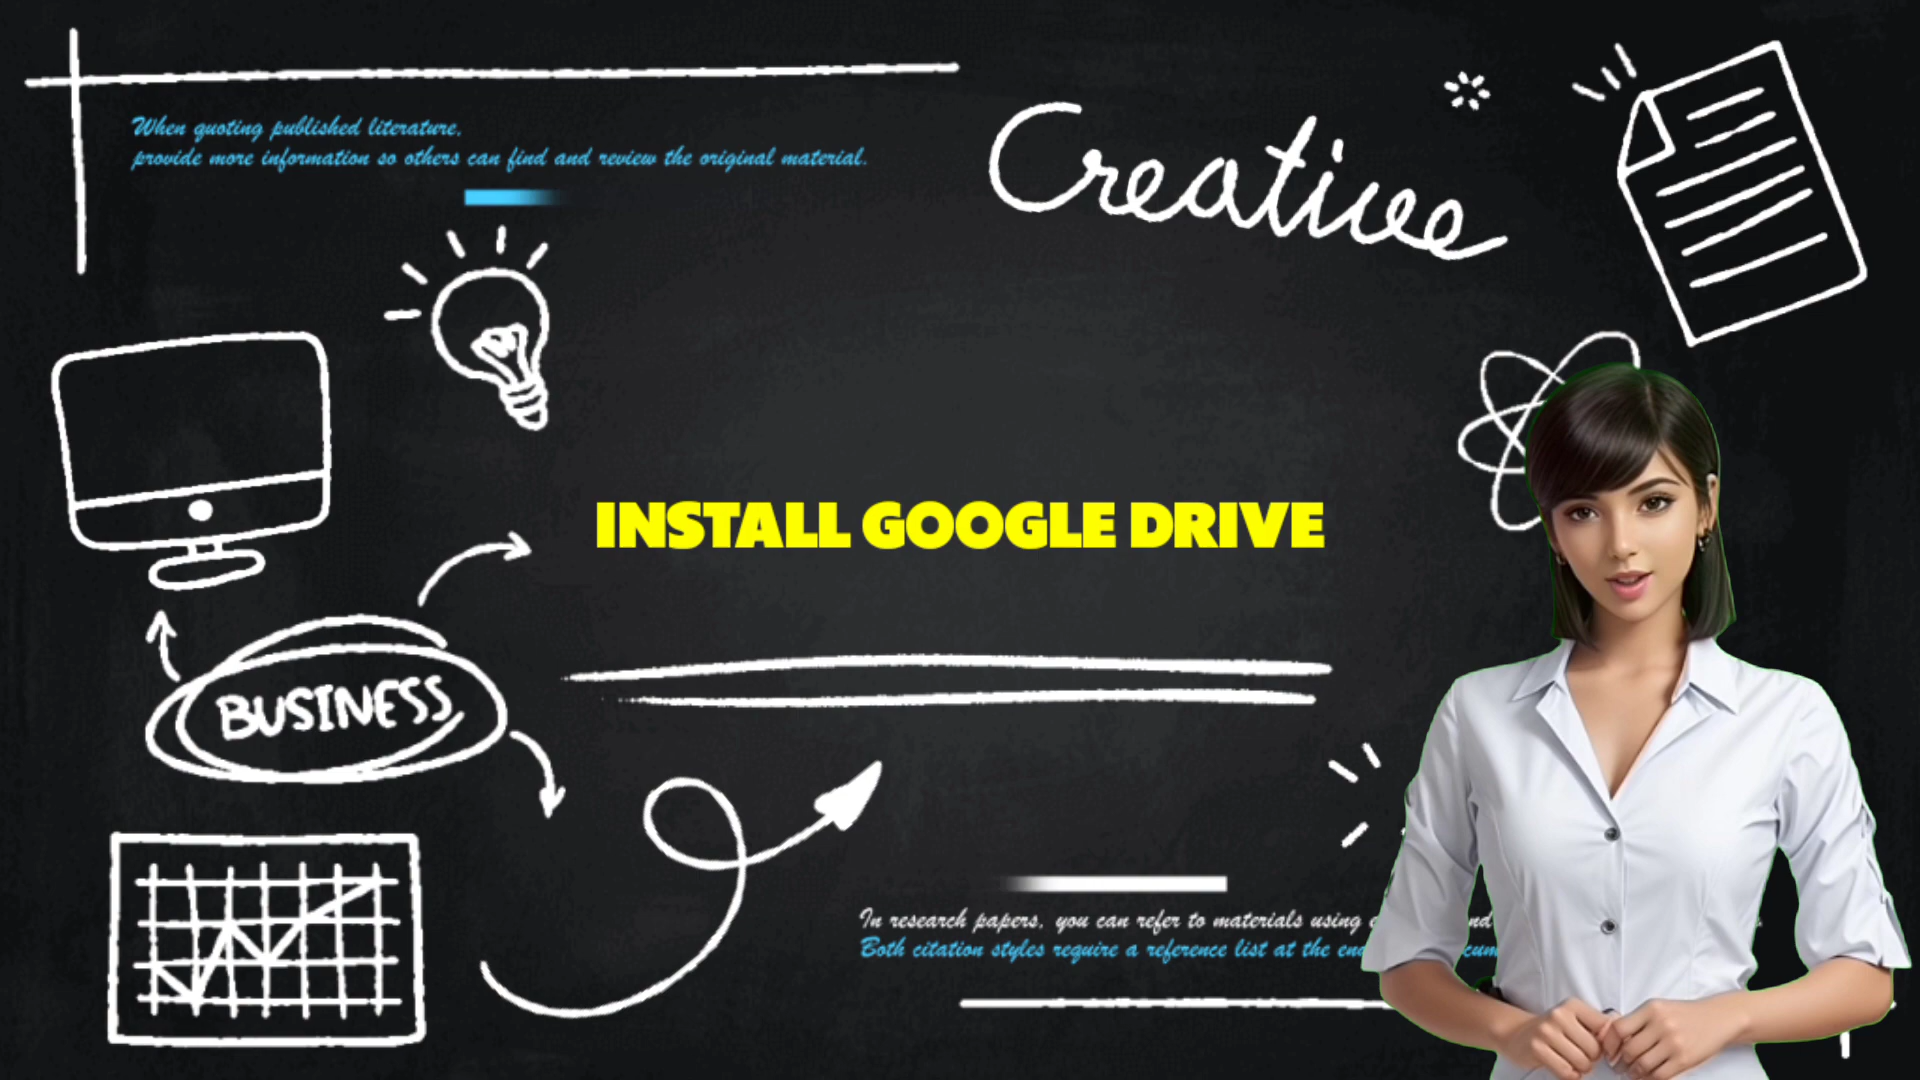 When quoting published literature,
provide more information so others can find and review the original material.
Creative
INSTALL GOOGLE DRIVE
BUSINESS
In research papers, you can refer to materials using
Both citation styles require a reference list at the